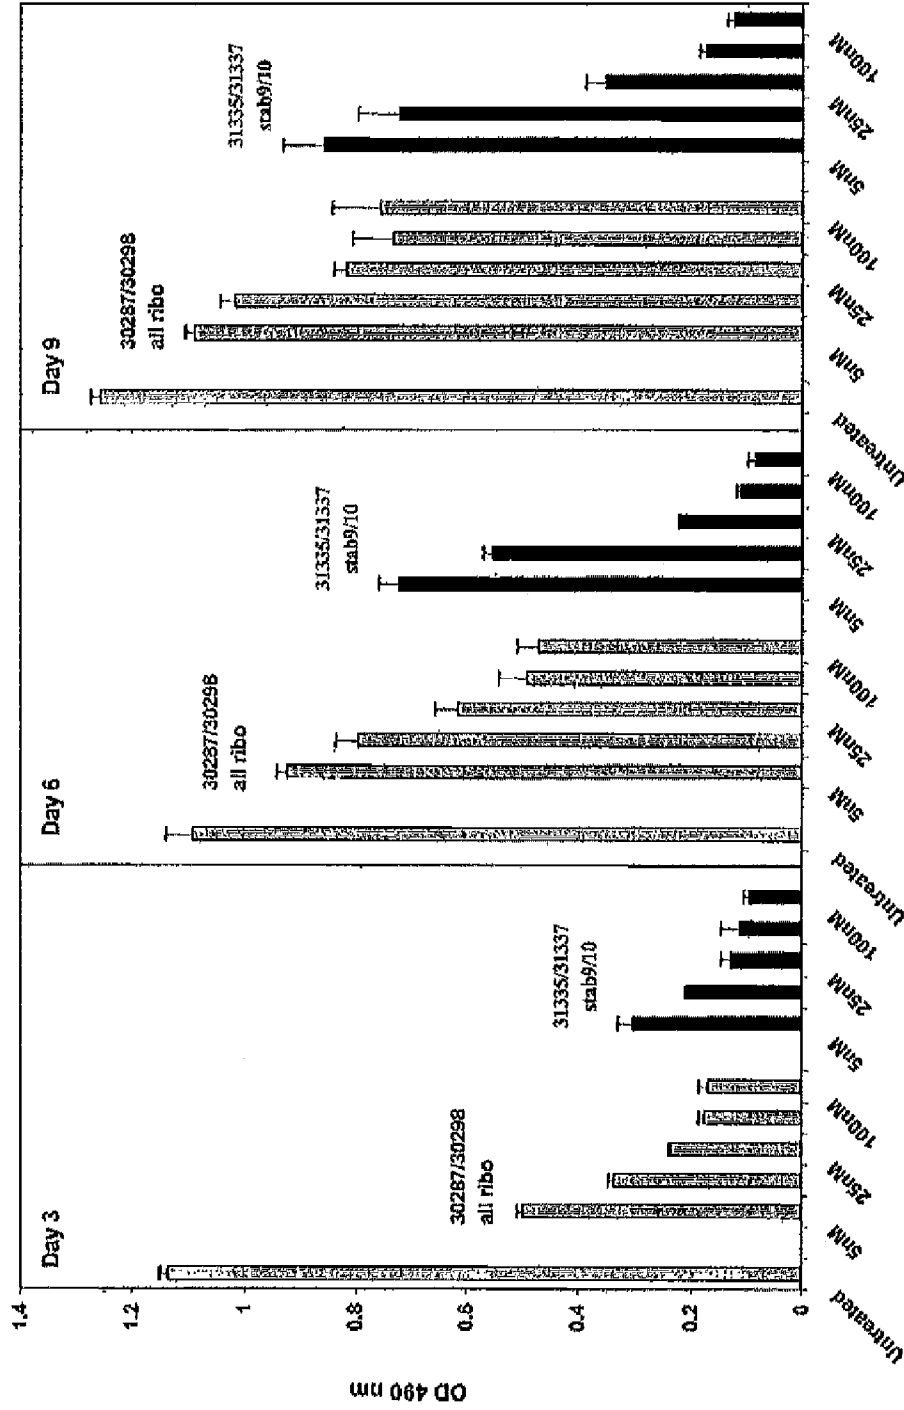 OD 490 nm
1.4
1.2
1
0.8
0.6
0.4
0.2
0
Day 3
30287/30298
all ribo
31335/31337
stab9/10
Day 6
30287/30298
all ribo
31335/31337
stab9/10
Day 9
30287/30298
all ribo
31335/31337
stab9/10
Untreated
5nM
25nM
100nM
5nM
25nM
100nM
Untreated
5nM
25nM
100nM
5nM
25nM
100nM
Untreated
5nM
25nM
100nM
5nM
25nM
100nM